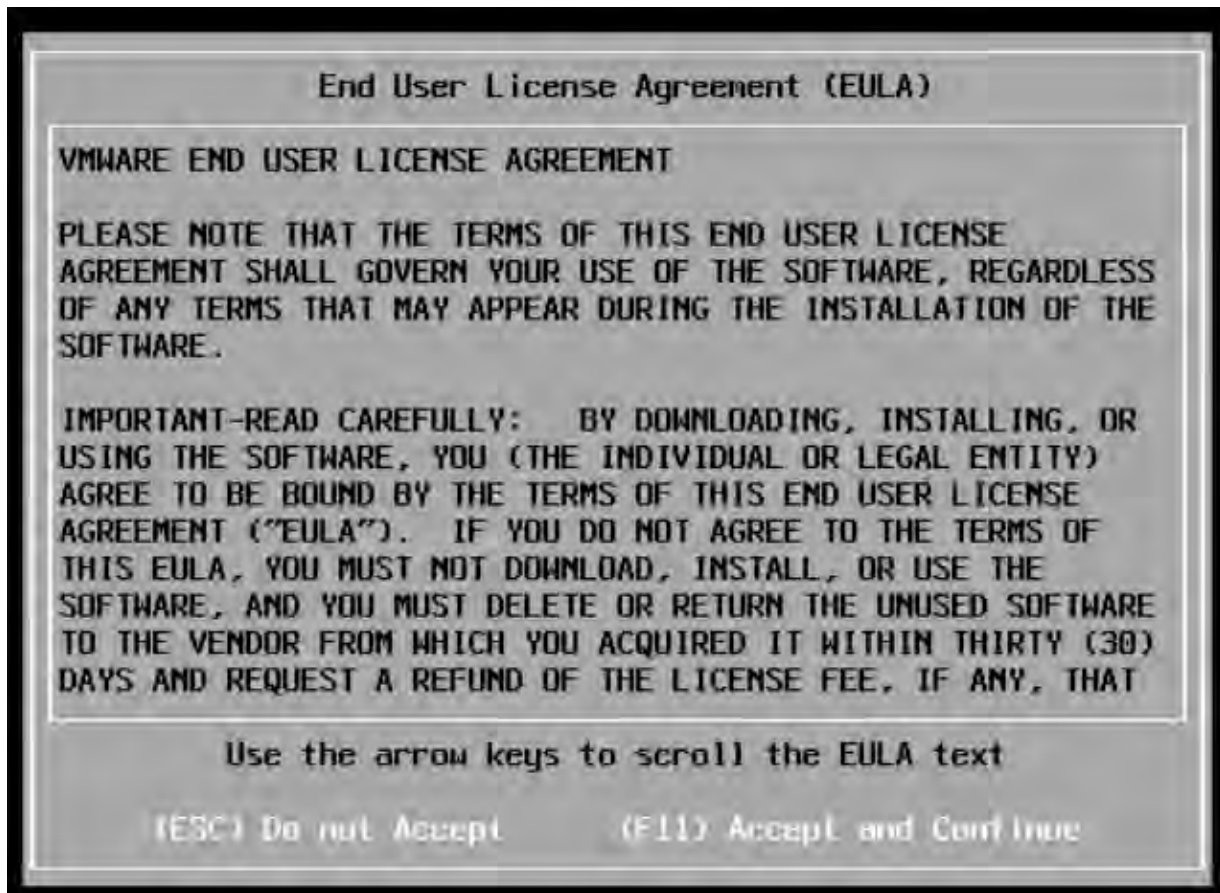 End User License Agreement (EULA)
VMWARE END USER LICENSE AGREEMENT
PLEASE NOTE THAT THE TERMS OF THIS END USER LICENSE
AGREEMENT SHALL GOVERN YOUR USE OF THE SOFTWARE, REGARDLESS
OF ANY TERMS THAT MAY APPEAR DURING THE INSTALLATION OF THE
SOFTWARE.
IMPORTANT-READ CAREFULLY:   BY DOWNLOADING, INSTALLING, OR
USING THE SOFTWARE, YOU (THE INDIVIDUAL OR LEGAL ENTITY)
AGREE TO BE BOUND BY THE TERMS OF THIS END USER LICENSE
AGREEMENT ("EULA").  IF YOU DO NOT AGREE TO THE TERMS OF
THIS EULA, YOU MUST NOT DOWNLOAD, INSTALL, OR USE THE
SOFTWARE, AND YOU MUST DELETE OR RETURN THE UNUSED SOFTWARE
TO THE VENDOR FROM WHICH YOU ACQUIRED IT WITHIN THIRTY (30)
DAYS AND REQUEST A REFUND OF THE LICENSE FEE, IF ANY, THAT
Use the arrow keys to scroll the EULA text
(ESC) Do not Accept (F11) Accept and Continue